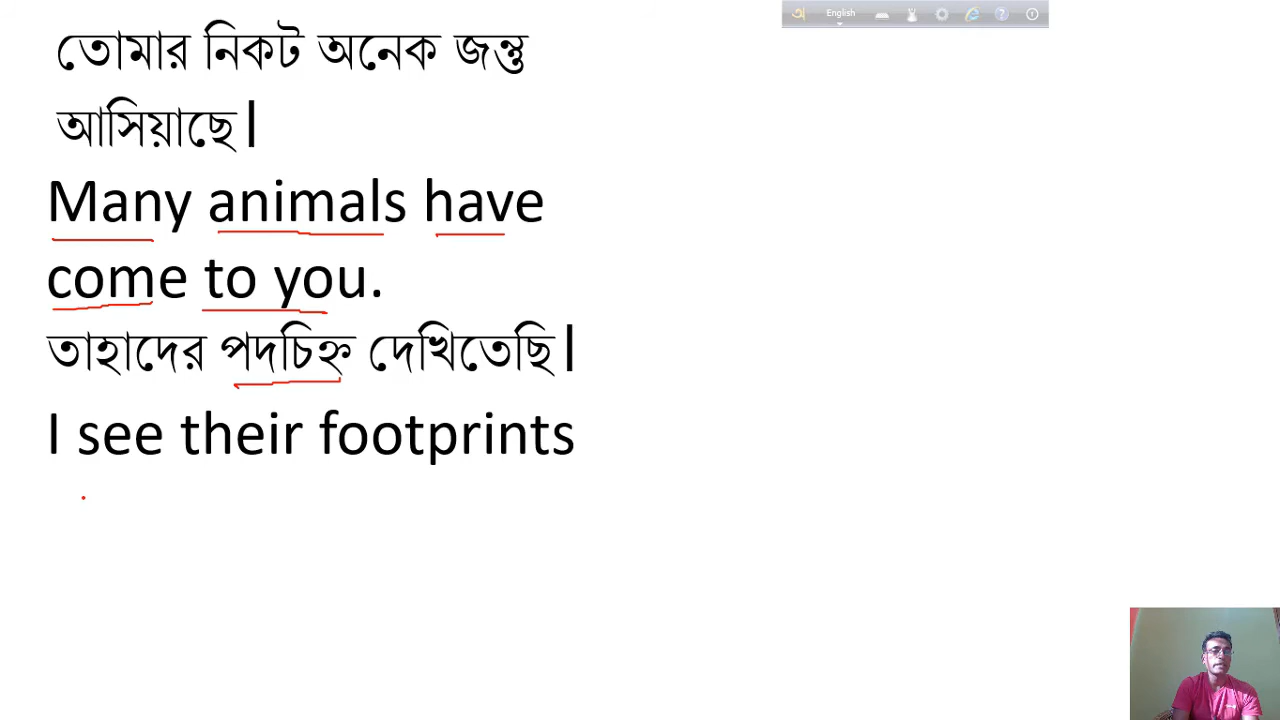 English
তোমার নিকট অনেক জন্তু
আসিয়াছে।
Many animals have
come to you.
তাহাদের পদচিহ্ন দেখিতেছি।
I see their footprints